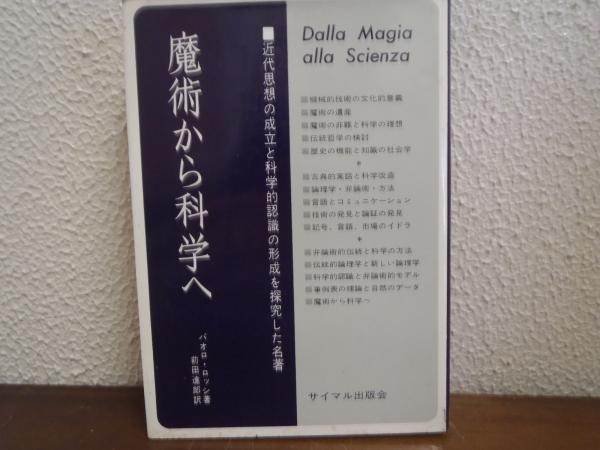 魔術から科学へ
パオロ・ロッシ著
前田達郎訳
■近代思想の成立と科学的認識の形成を探究した名著
Dalla Magia
alla Scienza
■機械的技術の文化的意義
■魔術の遺産
■魔術の非難と科学の理想
■伝統哲学の検討
■歴史の機能と知識の社会学
*
■古典的寓話と科学改造
■論理学・弁論術・方法
■言語とコミュニケーション
■技術の発見と論証の発見
■記号、言語、市場のイドラ
*
■弁論術的伝統と科学の方法
■伝統的論理学と新しい論理学
■科学的認識と弁論術的モデル
■事例表の理論と自然のデータ
■魔術から科学へ
サイマル出版会